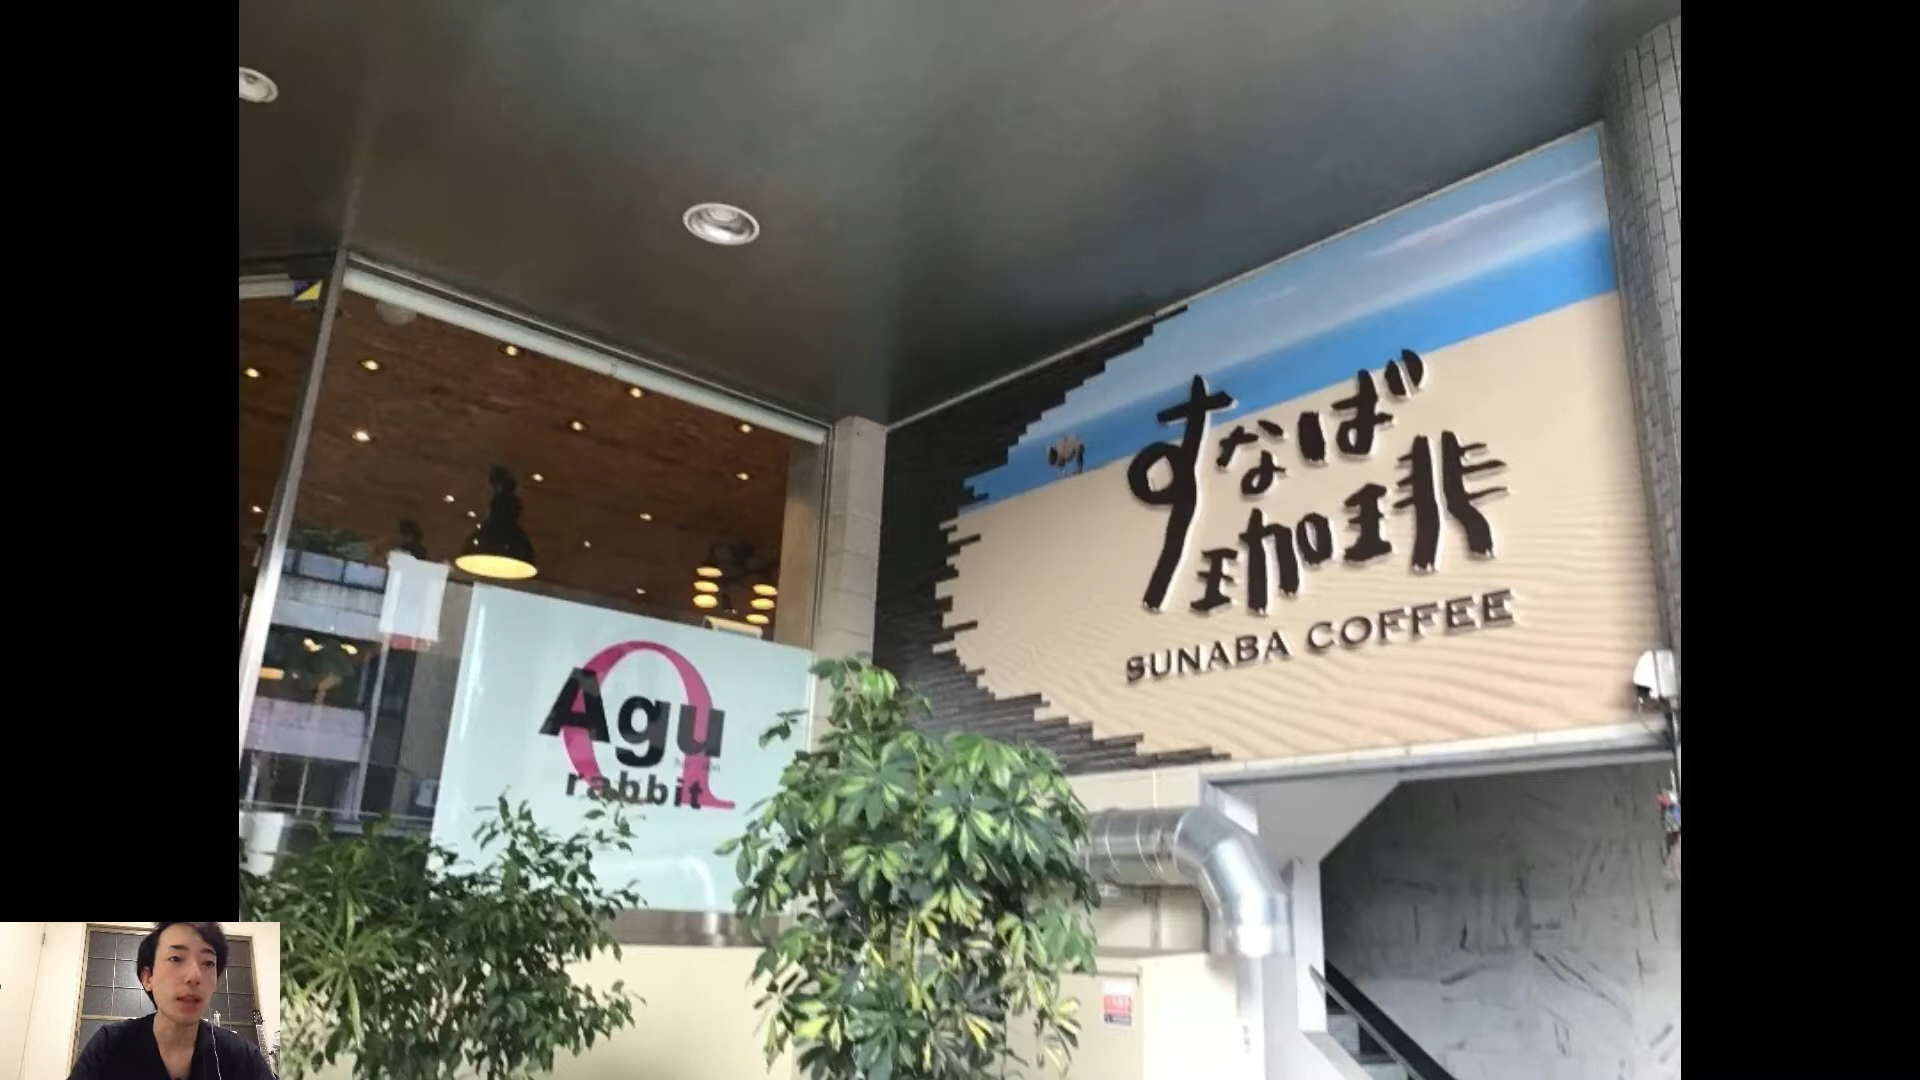 Agu
rabbit
すなば
珈琲
SUNABA COFFEE